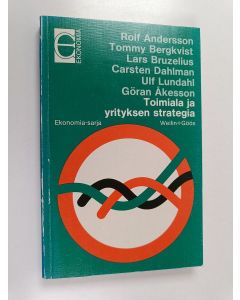 EKONOMIA
Rolf Andersson
Tommy Bergkvist
Lars Bruzelius
Carsten Dahlman
Ulf Lundahl
Göran Åkesson
Toimiala ja
yrityksen strategia
Ekonomia-sarja Weilin+Göös